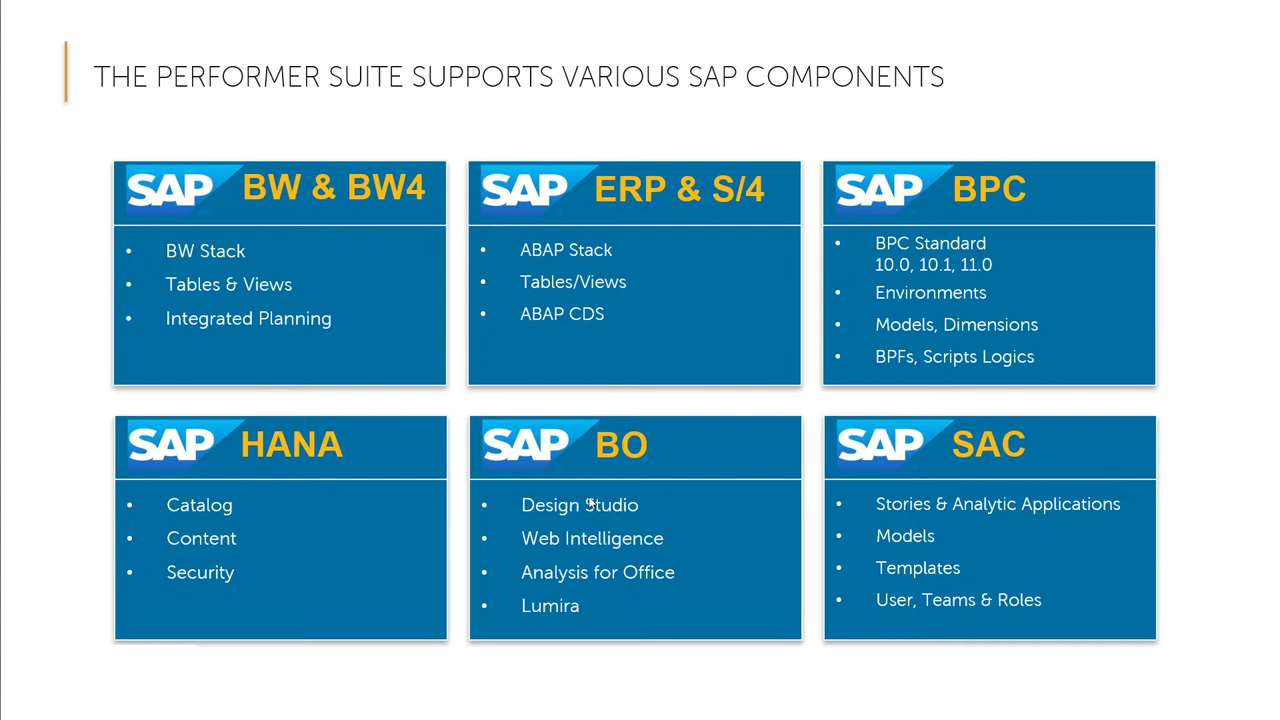 THE PERFORMER SUITE SUPPORTS VARIOUS SAP COMPONENTS
SAP BW & BW4
• BW Stack
• Tables & Views
• Integrated Planning
SAP ERP & S/4
• ABAP Stack
• Tables/Views
• ABAP CDS
SAP BPC
• BPC Standard
10.0, 10.1, 11.0
• Environments
• Models, Dimensions
• BPFs, Scripts Logics
SAP HANA
• Catalog
• Content
• Security
SAP BO
• Design Studio
• Web Intelligence
• Analysis for Office
• Lumira
SAP SAC
• Stories & Analytic Applications
• Models
• Templates
• User, Teams & Roles